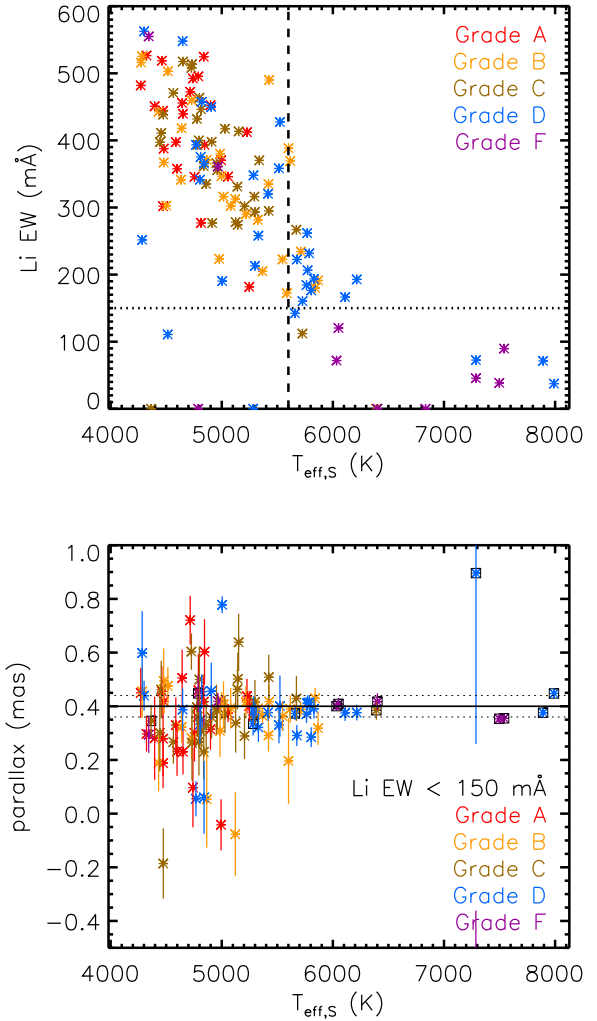 600
500
400
300
200
100
0
Li EW (mÅ)
Grade A
Grade B
Grade C
Grade D
Grade F
4000 5000 6000 7000 8000
T_eff,S (K)
1.0
0.8
0.6
0.4
0.2
0.0
−0.2
−0.4
parallax (mas)
Li EW < 150 mÅ
Grade A
Grade B
Grade C
Grade D
Grade F
4000 5000 6000 7000 8000
T_eff,S (K)